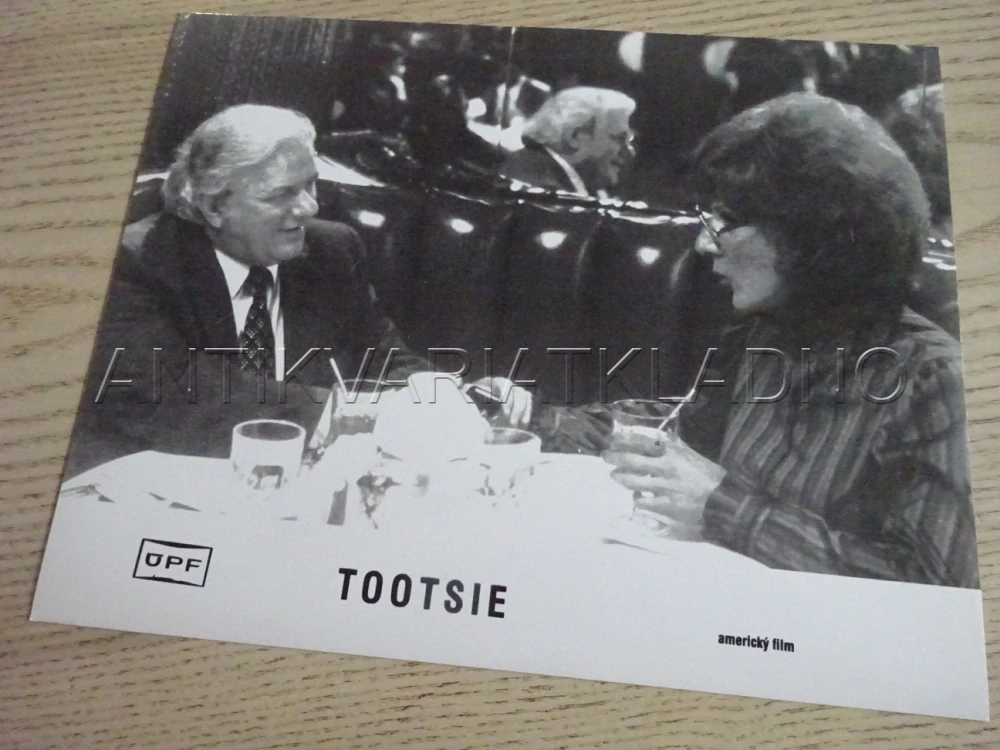 ANTIKVARIATKLADNO
ÚPF
TOOTSIE
americký film